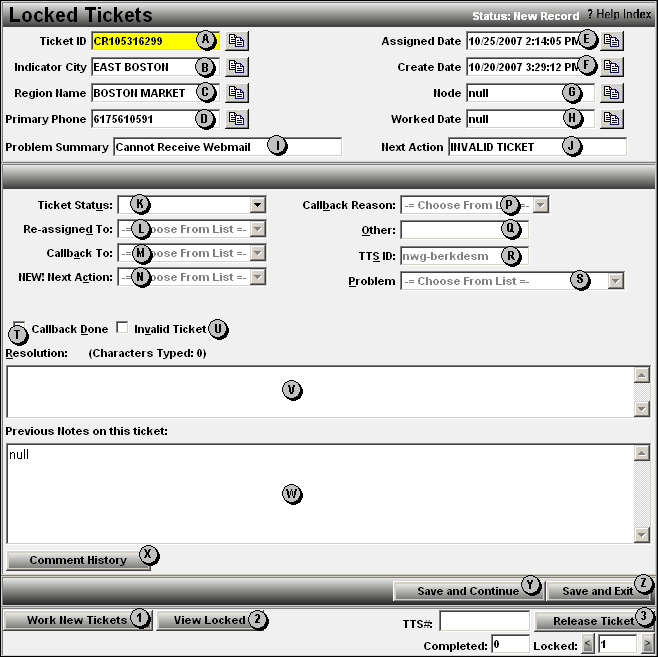 Locked Tickets Status: New Record ? Help Index
Ticket ID CR105316299 A Assigned Date 10/25/2007 2:14:05 PM E
Indicator City EAST BOSTON B Create Date 10/20/2007 3:29:12 PM F
Region Name BOSTON MARKET C Node null G
Primary Phone 6175610591 D Worked Date null H
Problem Summary Cannot Receive Webmail I Next Action INVALID TICKET J
Ticket Status: K Callback Reason: -= Choose From List =- P
Re-assigned To: -= Choose From List =- L Other: Q
Callback To: -= Choose From List =- M TTS ID: nwg-berkdesm R
NEW! Next Action: -= Choose From List =- N Problem -= Choose From List =- S
T Callback Done Invalid Ticket U
Resolution: (Characters Typed: 0)
V
Previous Notes on this ticket:
null
W
Comment History X
Save and Continue Y Save and Exit Z
Work New Tickets 1 View Locked 2 TTS#: Release Ticket 3
Completed: 0 Locked: < 1 >